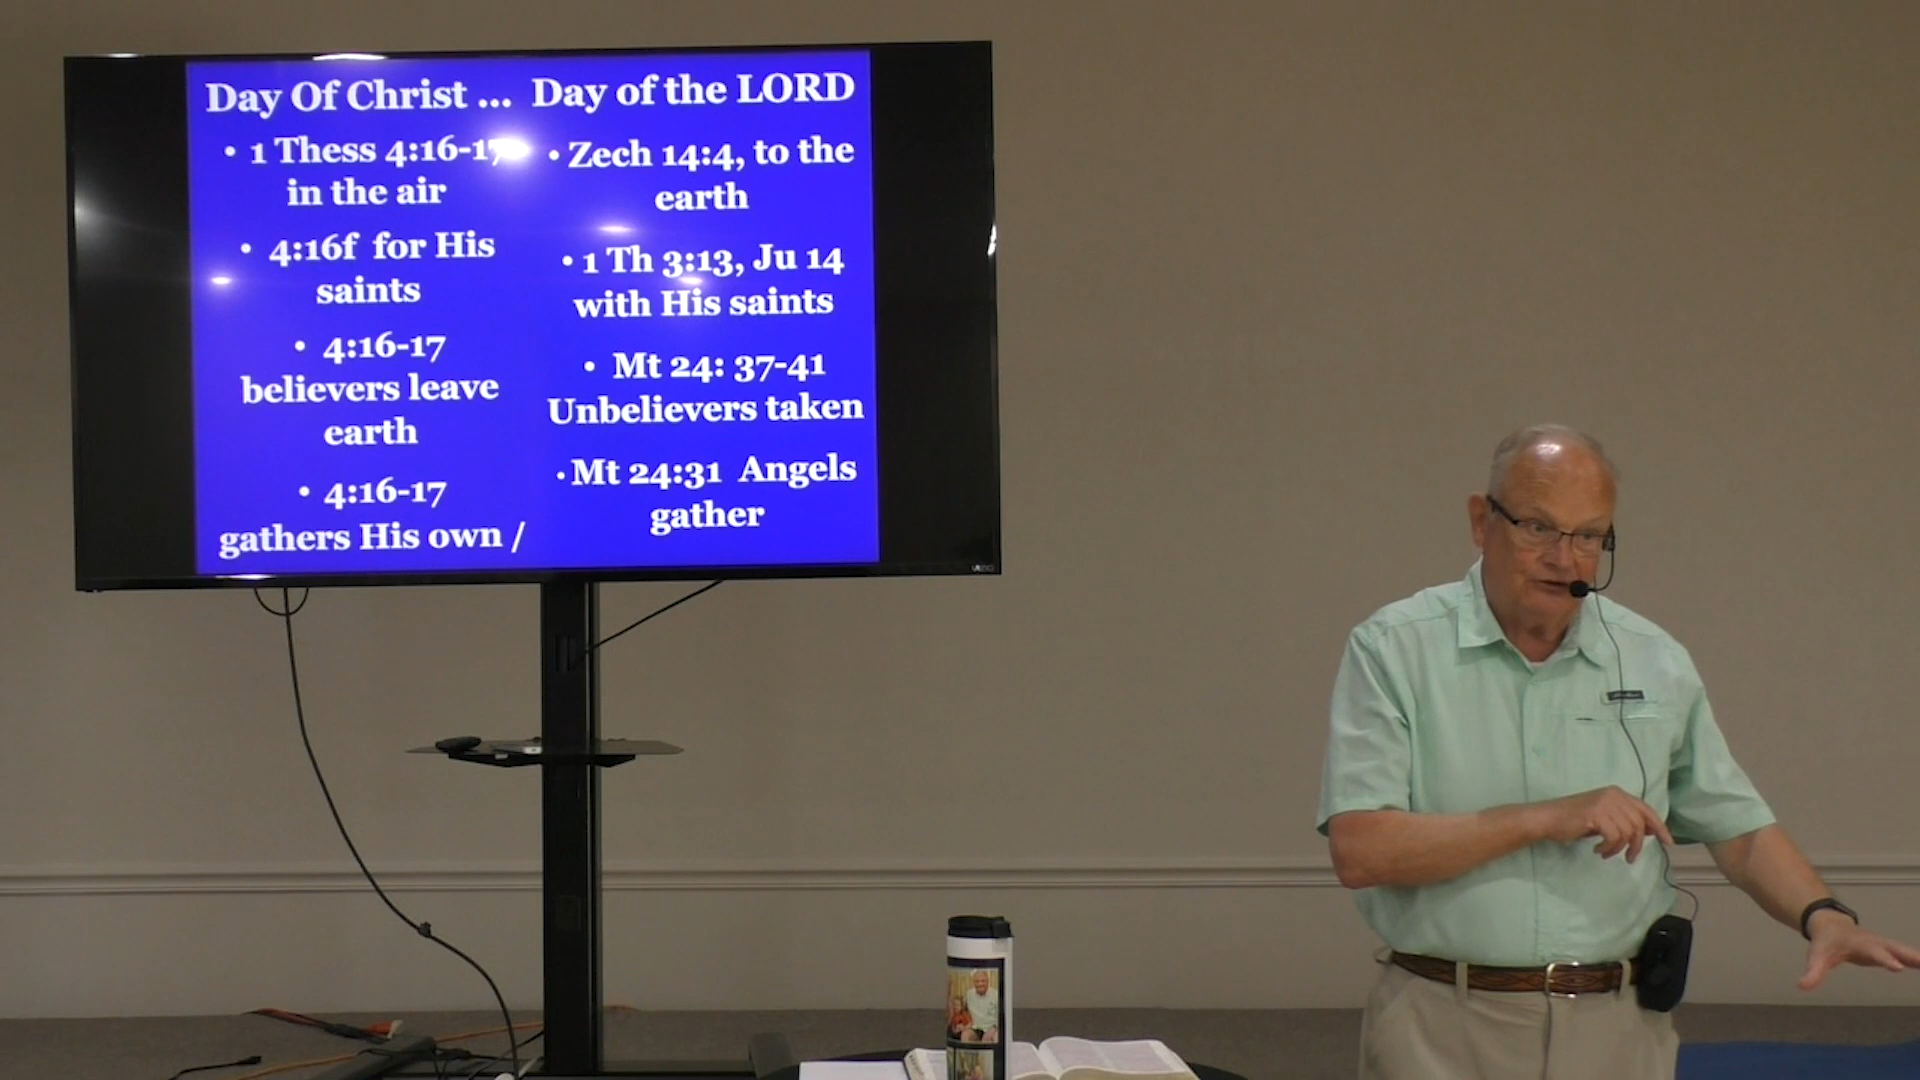 Day Of Christ ...
• 1 Thess 4:16-17
in the air
• 4:16f for His
saints
• 4:16-17
believers leave
earth
• 4:16-17
gathers His own /
Day of the LORD
• Zech 14:4, to the
earth
• 1 Th 3:13, Ju 14
with His saints
• Mt 24: 37-41
Unbelievers taken
• Mt 24:31 Angels
gather
VIZIO